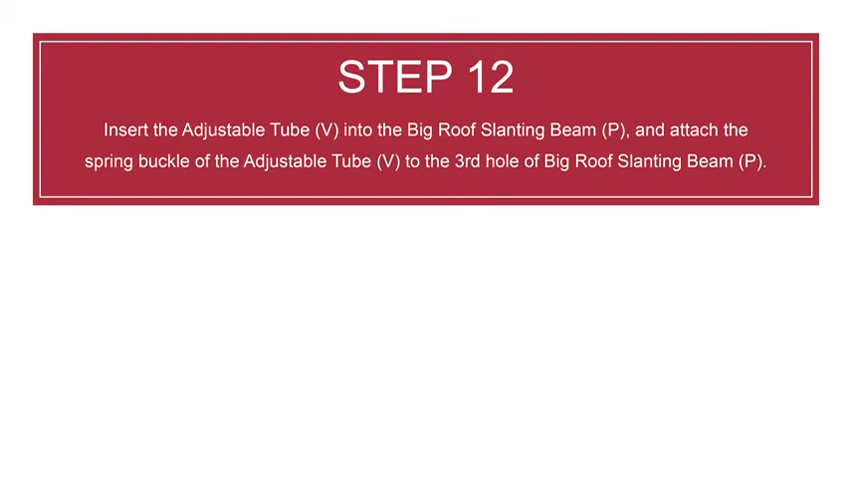 STEP 12
Insert the Adjustable Tube (V) into the Big Roof Slanting Beam (P), and attach the
spring buckle of the Adjustable Tube (V) to the 3rd hole of Big Roof Slanting Beam (P).